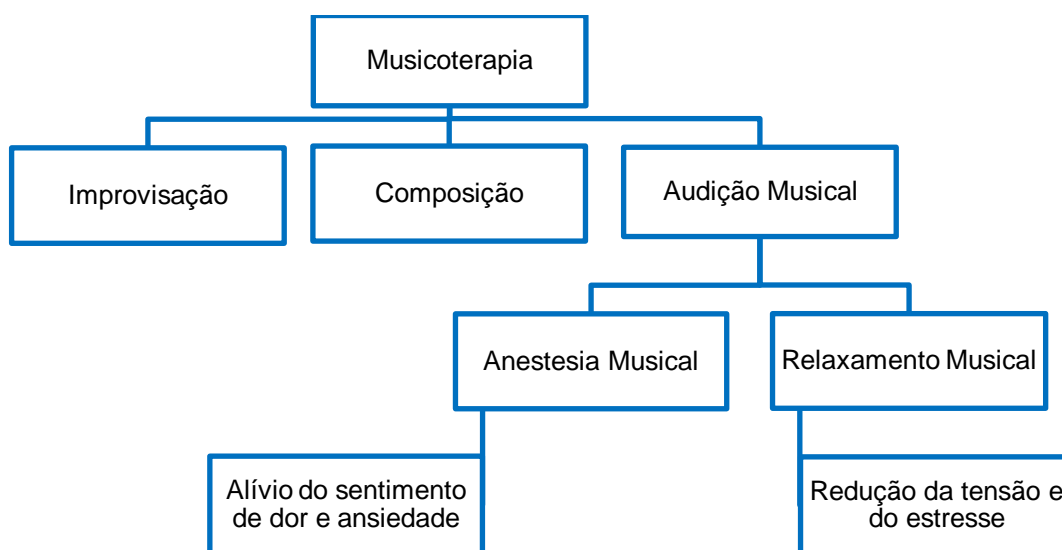 Musicoterapia
Improvisação
Composição
Audição Musical
Anestesia Musical
Relaxamento Musical
Alívio do sentimento
de dor e ansiedade
Redução da tensão e
do estresse